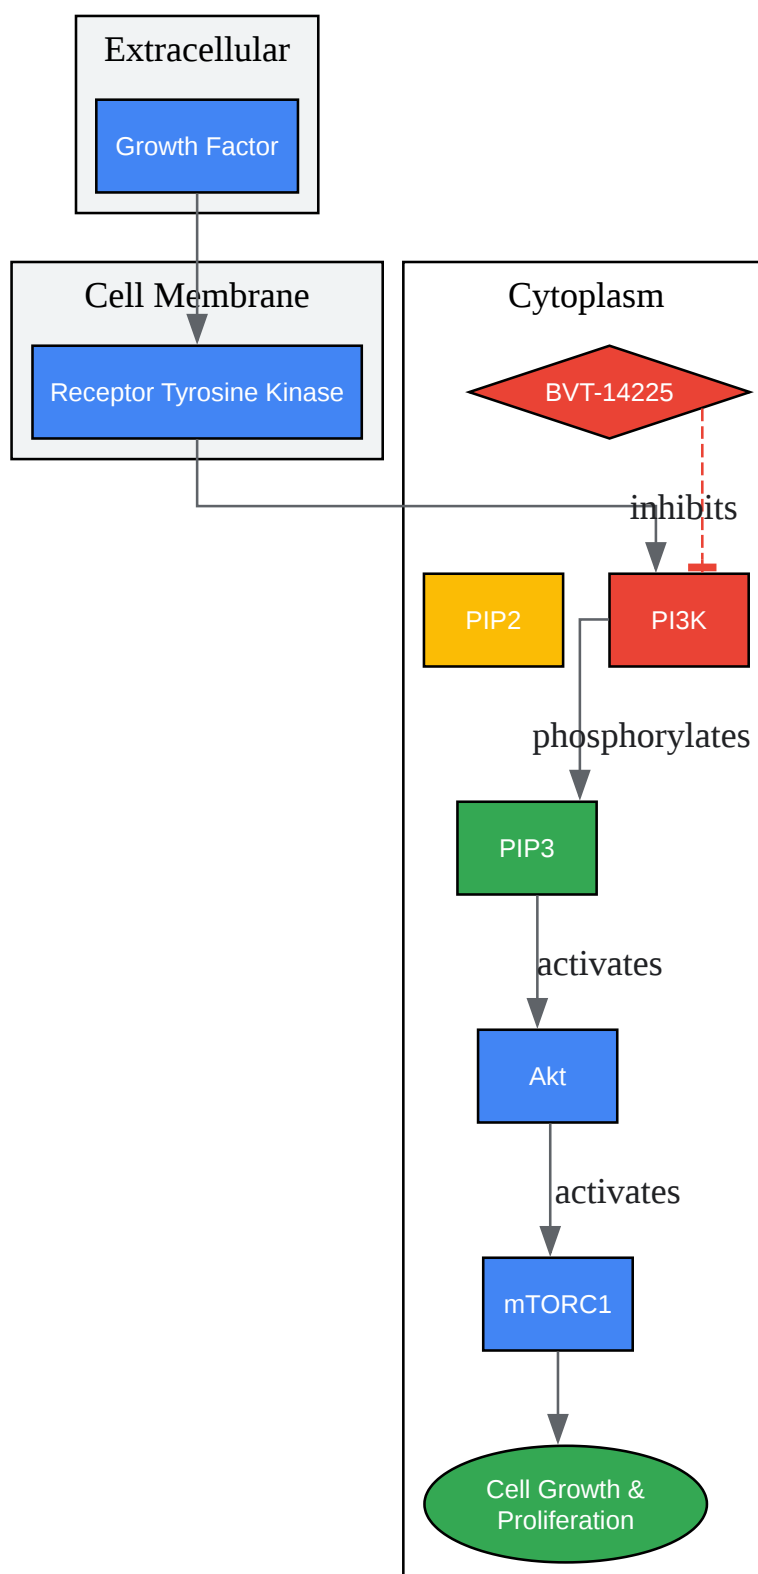 Extracellular
Growth Factor
Cell Membrane
Receptor Tyrosine Kinase
Cytoplasm
BVT-14225
inhibits
PIP2
PI3K
phosphorylates
PIP3
activates
Akt
activates
mTORC1
Cell Growth &
Proliferation